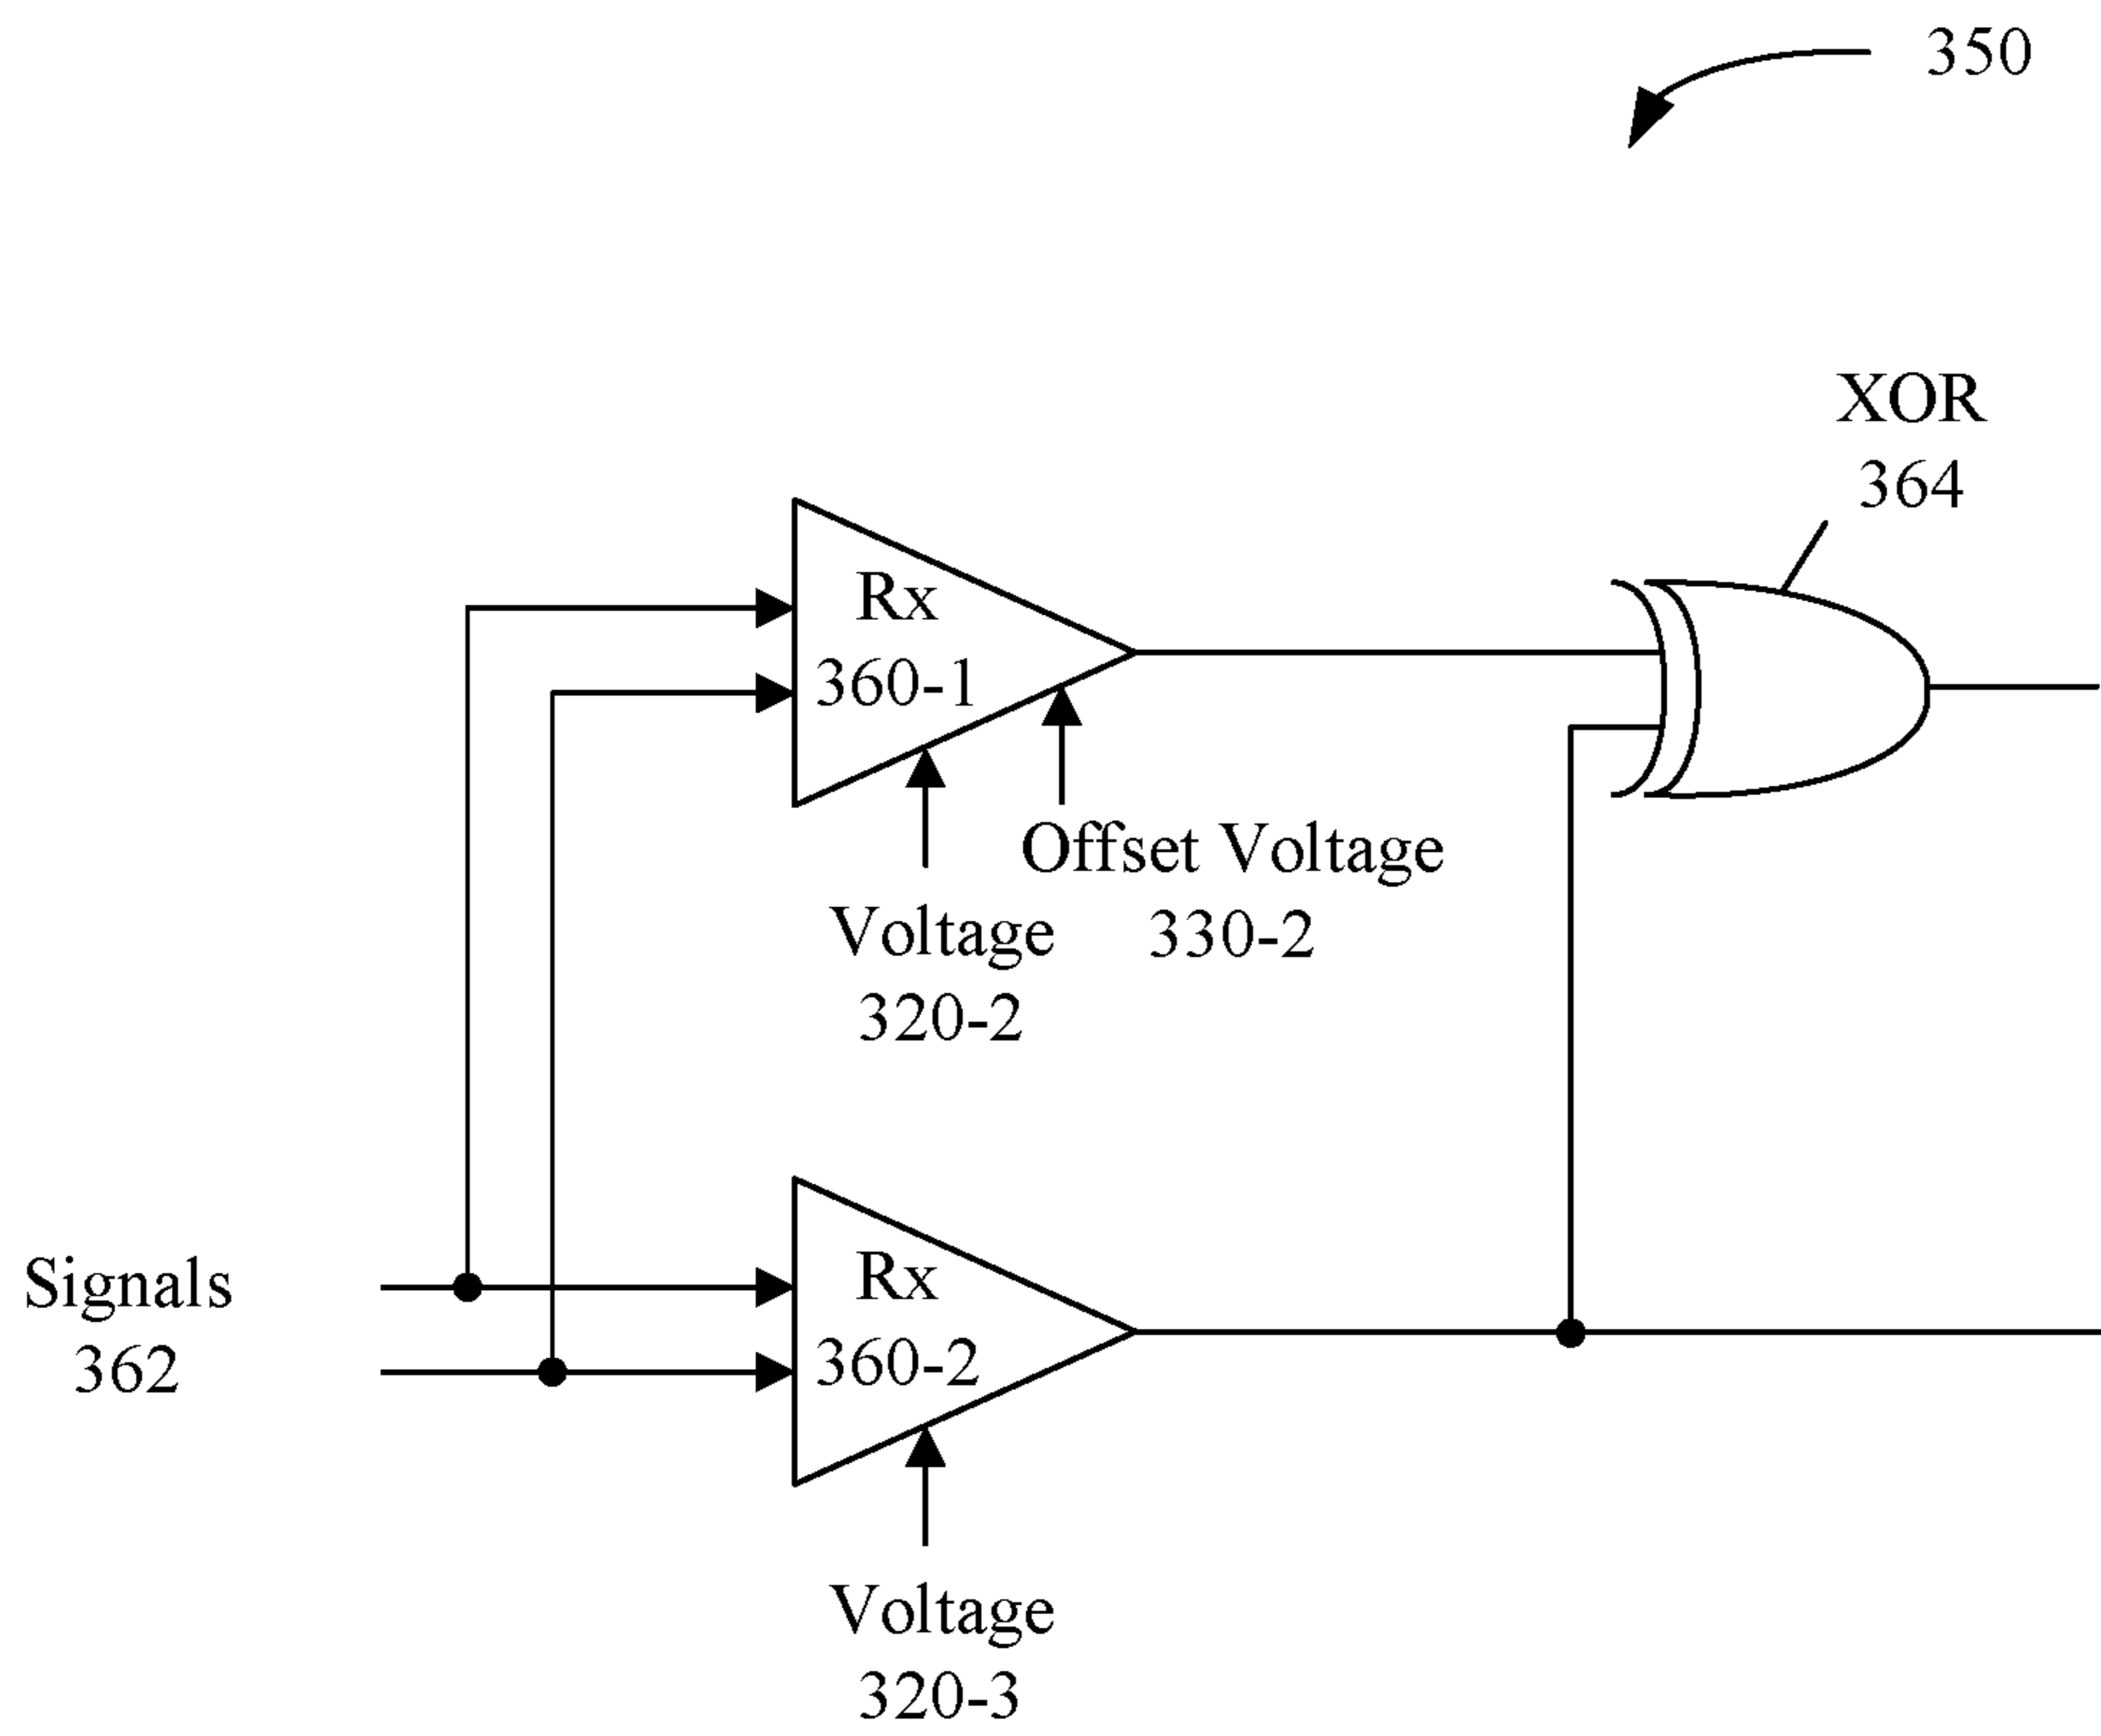 350
XOR
364
Rx
360-1
Offset Voltage
330-2
Voltage
320-2
Signals
362
Rx
360-2
Voltage
320-3